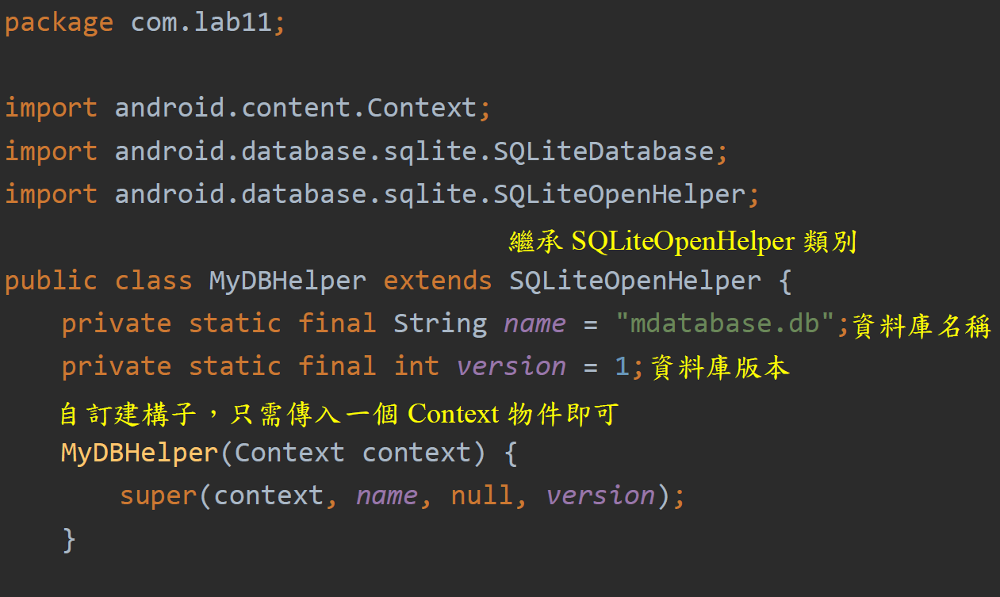 package com.lab11;
import android.content.Context;
import android.database.sqlite.SQLiteDatabase;
import android.database.sqlite.SQLiteOpenHelper;
繼承 SQLiteOpenHelper 類別
public class MyDBHelper extends SQLiteOpenHelper {
private static final String name = "mdatabase.db";資料庫名稱
private static final int version = 1;資料庫版本
自訂建構子，只需傳入一個 Context 物件即可
MyDBHelper(Context context) {
super(context, name, null, version);
}